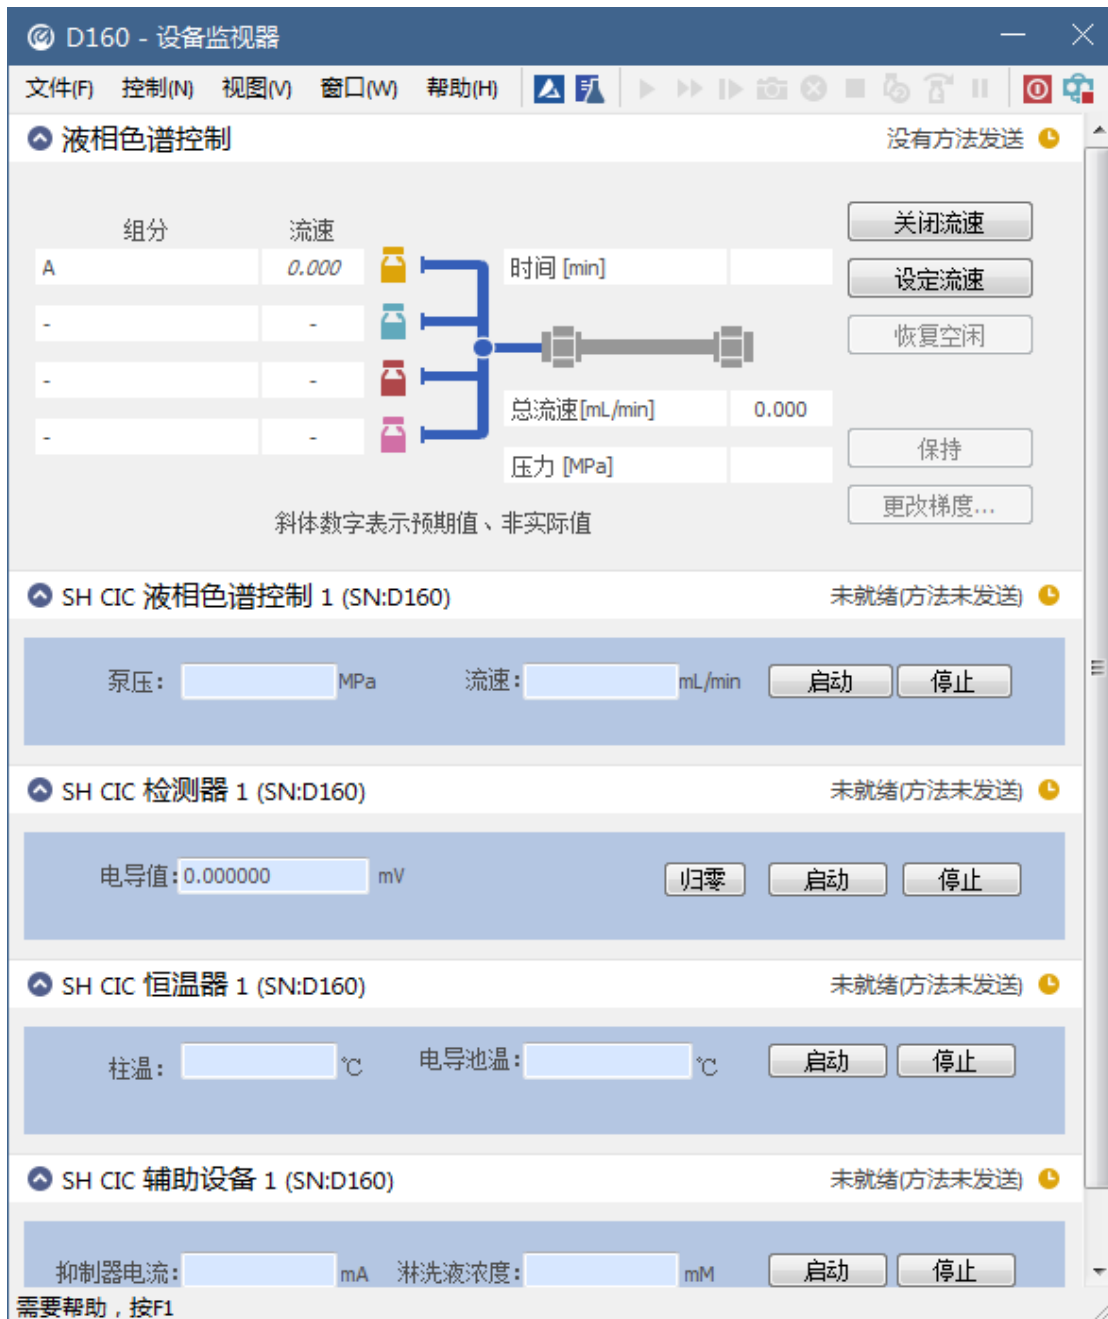 D160 - 设备监视器
文件(F) 控制(N) 视图(V) 窗口(W) 帮助(H)
液相色谱控制 没有方法发送
组分 流速 关闭流速
A 0.000 时间 [min] 设定流速
- - 恢复空闲
- -
总流速[mL/min] 0.000
- - 保持
压力 [MPa]
更改梯度...
斜体数字表示预期值、非实际值
SH CIC 液相色谱控制 1 (SN:D160) 未就绪(方法未发送)
泵压: MPa 流速: mL/min 启动 停止
SH CIC 检测器 1 (SN:D160) 未就绪(方法未发送)
电导值: 0.000000 mV 归零 启动 停止
SH CIC 恒温器 1 (SN:D160) 未就绪(方法未发送)
柱温: ℃ 电导池温: ℃ 启动 停止
SH CIC 辅助设备 1 (SN:D160) 未就绪(方法未发送)
抑制器电流: mA 淋洗液浓度: mM 启动 停止
需要帮助，按F1